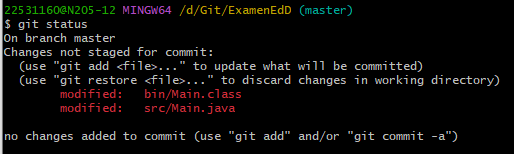 22531160@N205-12 MINGW64 /d/Git/ExamenEdD (master)
$ git status
On branch master
Changes not staged for commit:
  (use "git add <file>..." to update what will be committed)
  (use "git restore <file>..." to discard changes in working directory)
        modified:   bin/Main.class
        modified:   src/Main.java

no changes added to commit (use "git add" and/or "git commit -a")